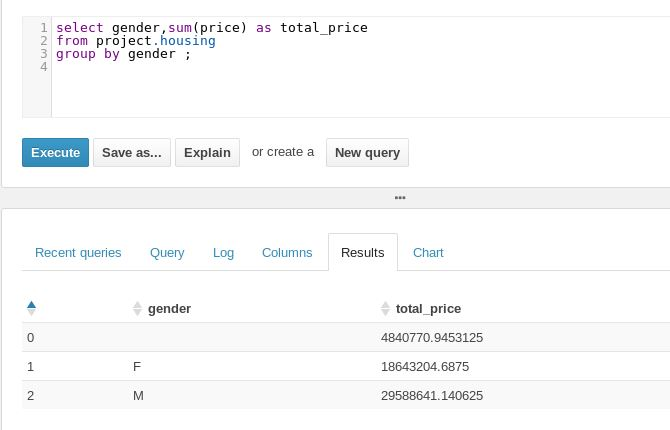 1 select gender,sum(price) as total_price
2 from project.housing
3 group by gender ;
4
Execute Save as... Explain or create a New query
Recent queries Query Log Columns Results Chart
gender total_price
0 4840770.9453125
1 F 18643204.6875
2 M 29588641.140625